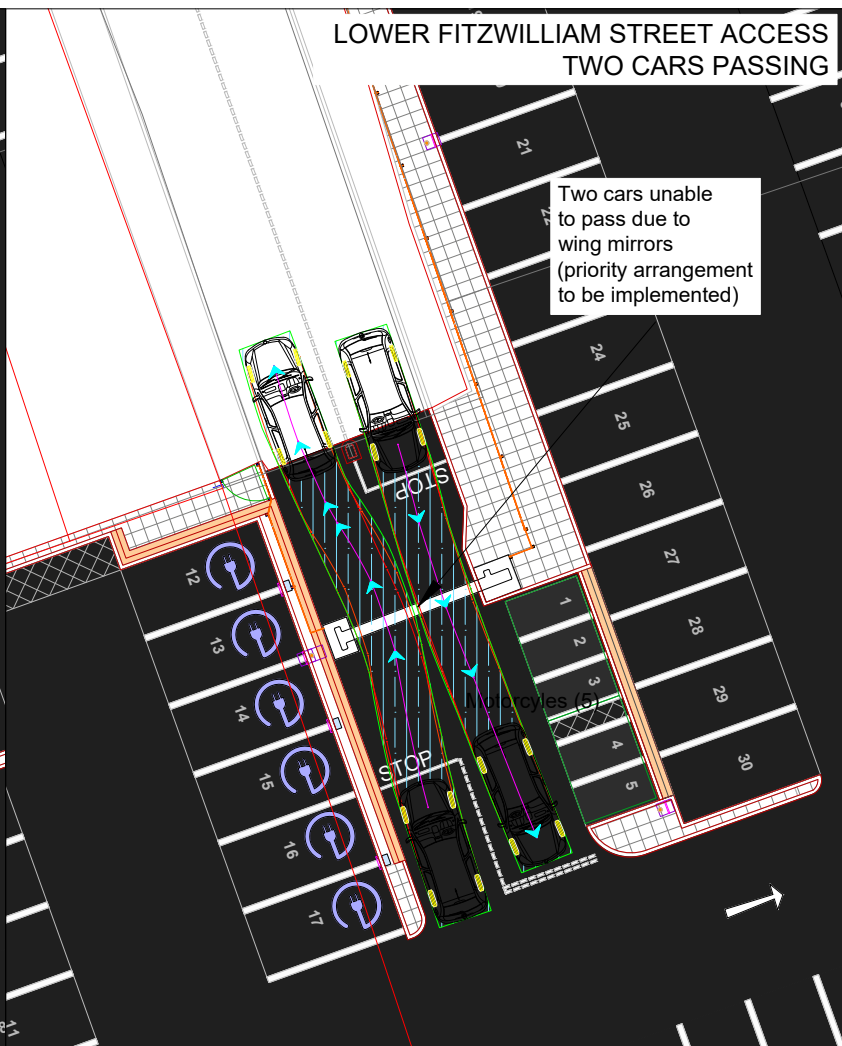 LOWER FITZWILLIAM STREET ACCESS
TWO CARS PASSING
21
22
Two cars unable
to pass due to
wing mirrors
(priority arrangement
to be implemented)
24
25
26
27
28
29
30
STOP
12
13
14
15
16
17
1
2
3
Motorcyles (5)
4
5
STOP
11